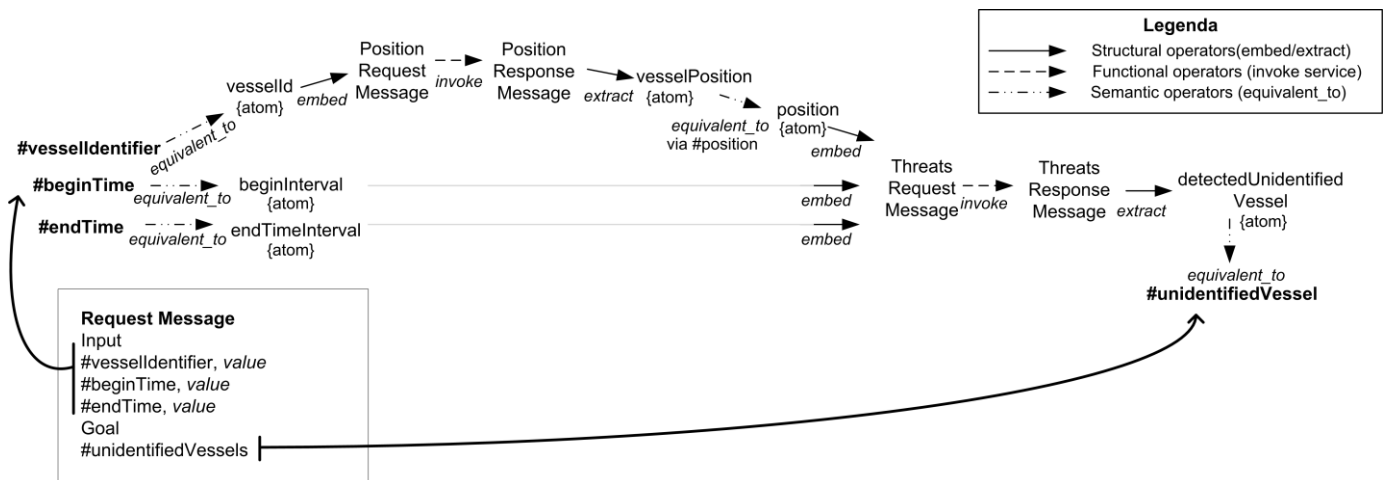 Legenda
Structural operators(embed/extract)
Functional operators (invoke service)
Semantic operators (equivalent_to)
#vesselIdentifier
equivalent_to
vesselId
{atom}
embed
Position
Request
Message
invoke
Position
Response
Message
extract
vesselPosition
{atom}
equivalent_to
via #position
position
{atom}
embed
#beginTime
equivalent_to
beginInterval
{atom}
embed
#endTime
equivalent_to
endTimeInterval
{atom}
embed
Threats
Request
Message
invoke
Threats
Response
Message
extract
detectedUnidentified
Vessel
{atom}
equivalent_to
#unidentifiedVessel
Request Message
Input
#vesselIdentifier, value
#beginTime, value
#endTime, value
Goal
#unidentifiedVessels